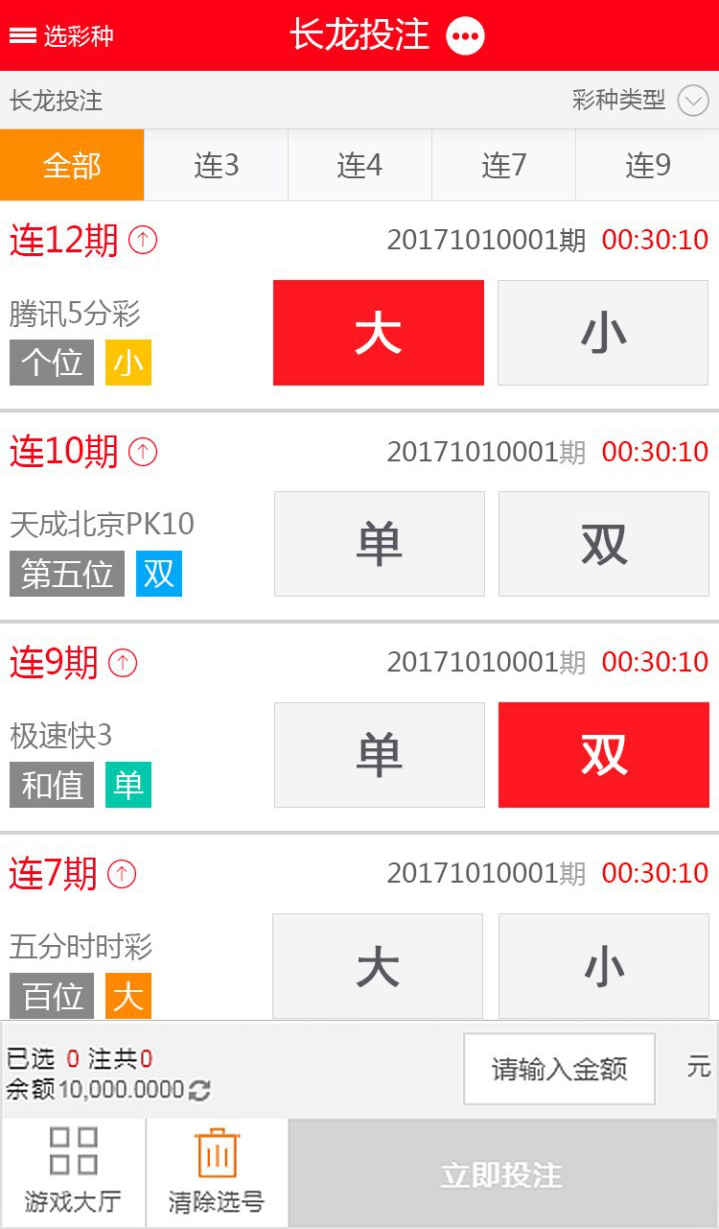 选彩种 长龙投注
长龙投注 彩种类型
全部 连3 连4 连7 连9
连12期 20171010001期 00:30:10
腾讯5分彩
大 小
个位 小
连10期 20171010001期 00:30:10
天成北京PK10
单 双
第五位 双
连9期 20171010001期 00:30:10
极速快3
单 双
和值 单
连7期 20171010001期 00:30:10
五分时时彩
大 小
百位 大
已选 0 注共0
请输入金额 元
余额10,000.0000
立即投注
游戏大厅 清除选号